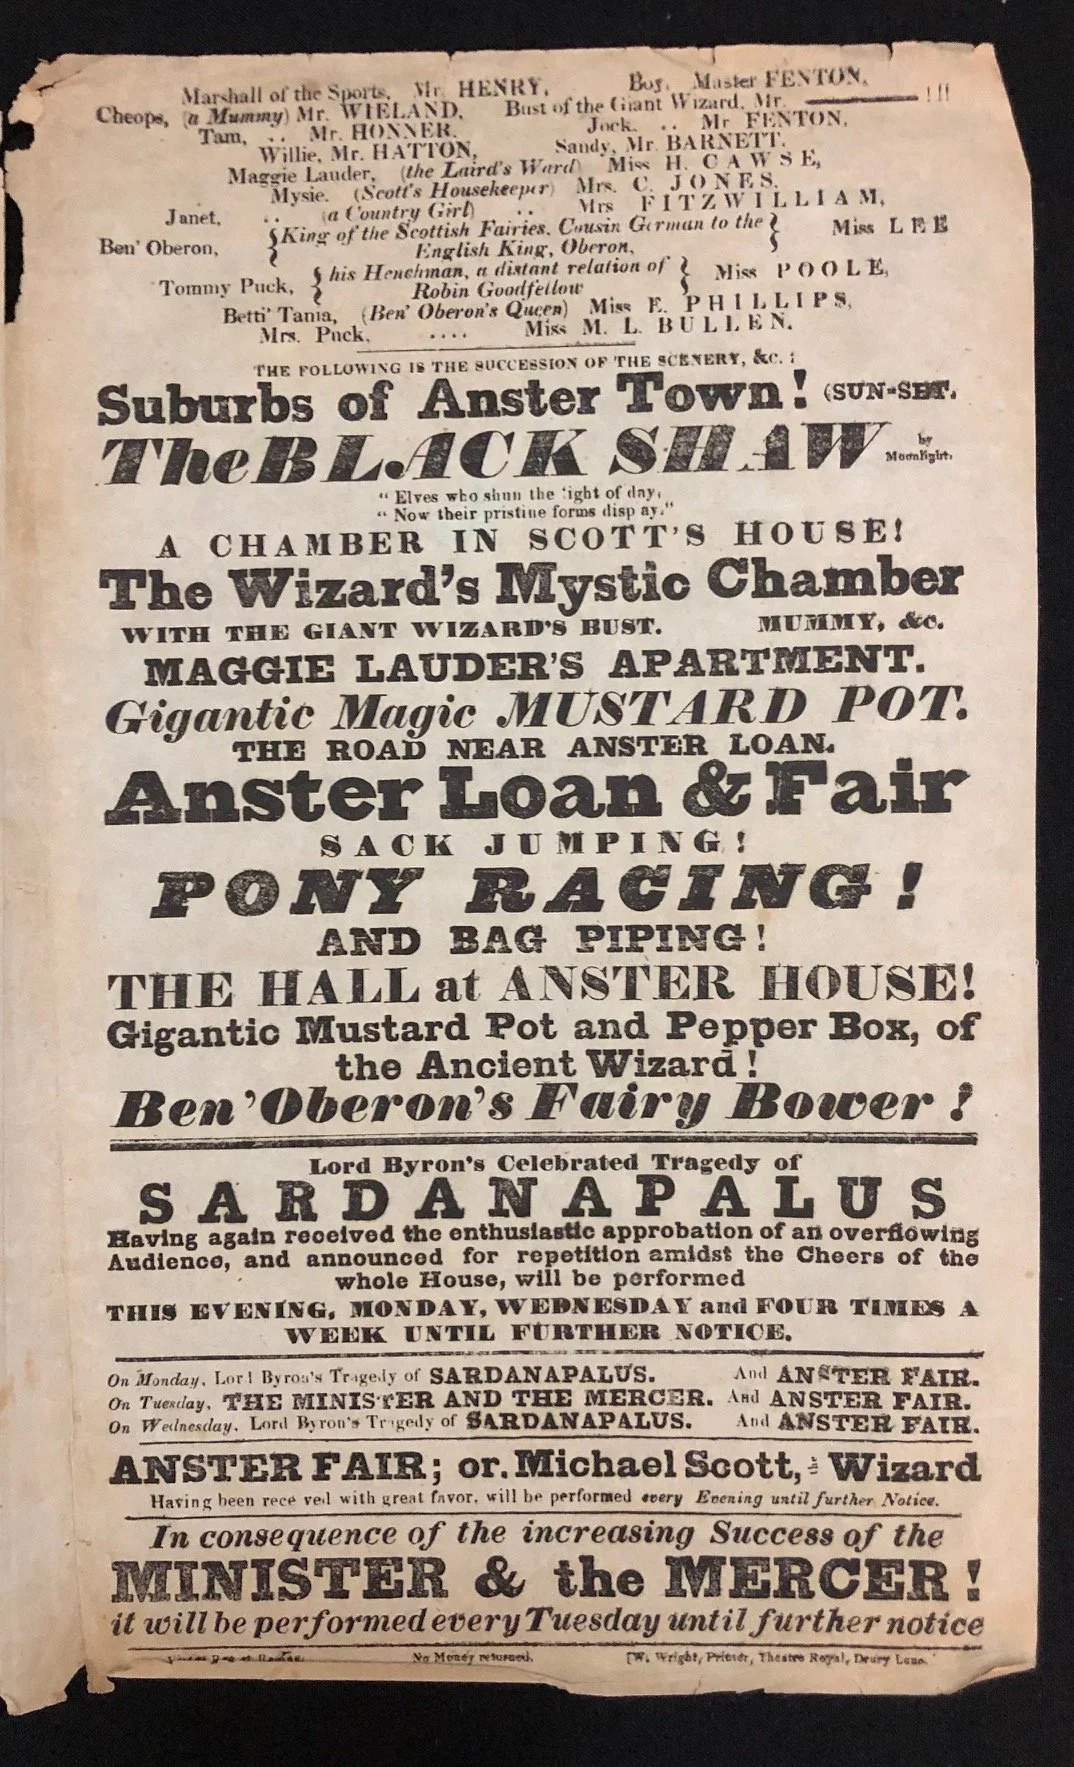 Marshall of the Sports, Mr. HENRY, Boy, Master FENTON,
Cheops, (a Mummy) Mr. WIELAND, Bust of the Giant Wizard, Mr. ———— !!!
Tam, .. Mr. HONNER. Jock. .. Mr FENTON,
Willie, Mr. HATTON, Sandy, Mr. BARNETT.
Maggie Lauder, (the Laird's Ward) Miss H. CAWSE,
Mysie. (Scott's Housekeeper) Mrs. C. JONES.
Janet, .. (a Country Girl) .. Mrs FITZWILLIAM,
Ben' Oberon, { King of the Scottish Fairies. Cousin German to the English King, Oberon, } Miss LEE
Tommy Puck, { his Henchman, a distant relation of Robin Goodfellow } Miss POOLE,
Betti' Tania, (Ben' Oberon's Queen) Miss E. PHILLIPS,
Mrs. Puck, .... Miss M. L. BULLEN.
THE FOLLOWING IS THE SUCCESSION OF THE SCENERY, &c. :
Suburbs of Anster Town! (SUN-SET.
The BLACK SHAW by Moonlight.
" Elves who shun the light of day,
" Now their pristine forms disp ay."
A CHAMBER IN SCOTT'S HOUSE!
The Wizard's Mystic Chamber
WITH THE GIANT WIZARD'S BUST. MUMMY, &c.
MAGGIE LAUDER'S APARTMENT.
Gigantic Magic MUSTARD POT.
THE ROAD NEAR ANSTER LOAN.
Anster Loan & Fair
SACK JUMPING!
PONY RACING!
AND BAG PIPING!
THE HALL at ANSTER HOUSE!
Gigantic Mustard Pot and Pepper Box, of
the Ancient Wizard!
Ben' Oberon's Fairy Bower!
Lord Byron's Celebrated Tragedy of
SARDANAPALUS
Having again received the enthusiastic approbation of an overflowing
Audience, and announced for repetition amidst the Cheers of the
whole House, will be performed
THIS EVENING, MONDAY, WEDNESDAY and FOUR TIMES A
WEEK UNTIL FURTHER NOTICE.
On Monday, Lord Byron's Tragedy of SARDANAPALUS. And ANSTER FAIR.
On Tuesday, THE MINISTER AND THE MERCER. And ANSTER FAIR.
On Wednesday, Lord Byron's Tragedy of SARDANAPALUS. And ANSTER FAIR.
ANSTER FAIR; or, Michael Scott, the Wizard
Having been rece ved with great favor, will be performed every Evening until further Notice.
In consequence of the increasing Success of the
MINISTER & the MERCER!
it will be performed every Tuesday until further notice
No Money returned. [W. Wright, Printer, Theatre Royal, Drury Lane.